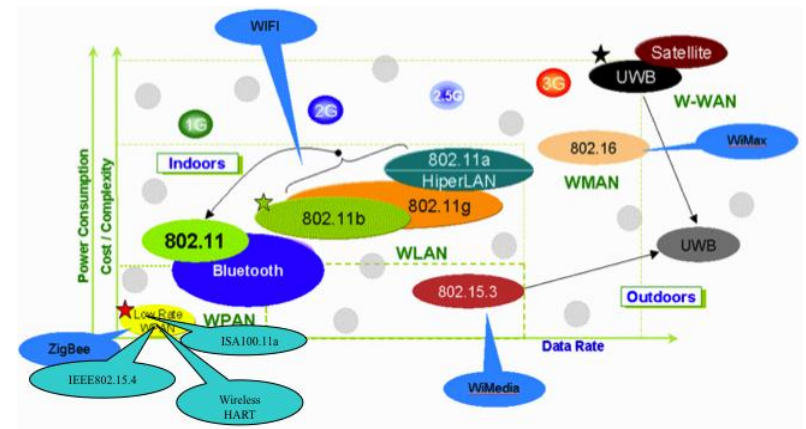 WIFI
Satellite
UWB
3G
2.5G
2G
1G
W-WAN
WiMax
802.16
WMAN
Indoors
802.11a
HiperLAN
802.11g
802.11b
802.11
WLAN
UWB
Bluetooth
802.15.3
Outdoors
Power Consumption
Cost / Complexity
Low Rate
WPAN
WPAN
ISA100.11a
Data Rate
ZigBee
IEEE802.15.4
WiMedia
Wireless
HART